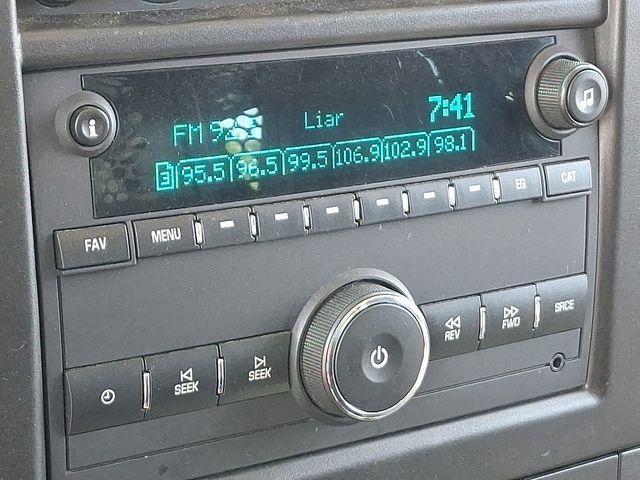 7:41
FM Liar
3 95.5 96.5 99.5 106.9 102.9 98.1
i
FAV MENU EQ CAT
SEEK SEEK REV FWD SRCE